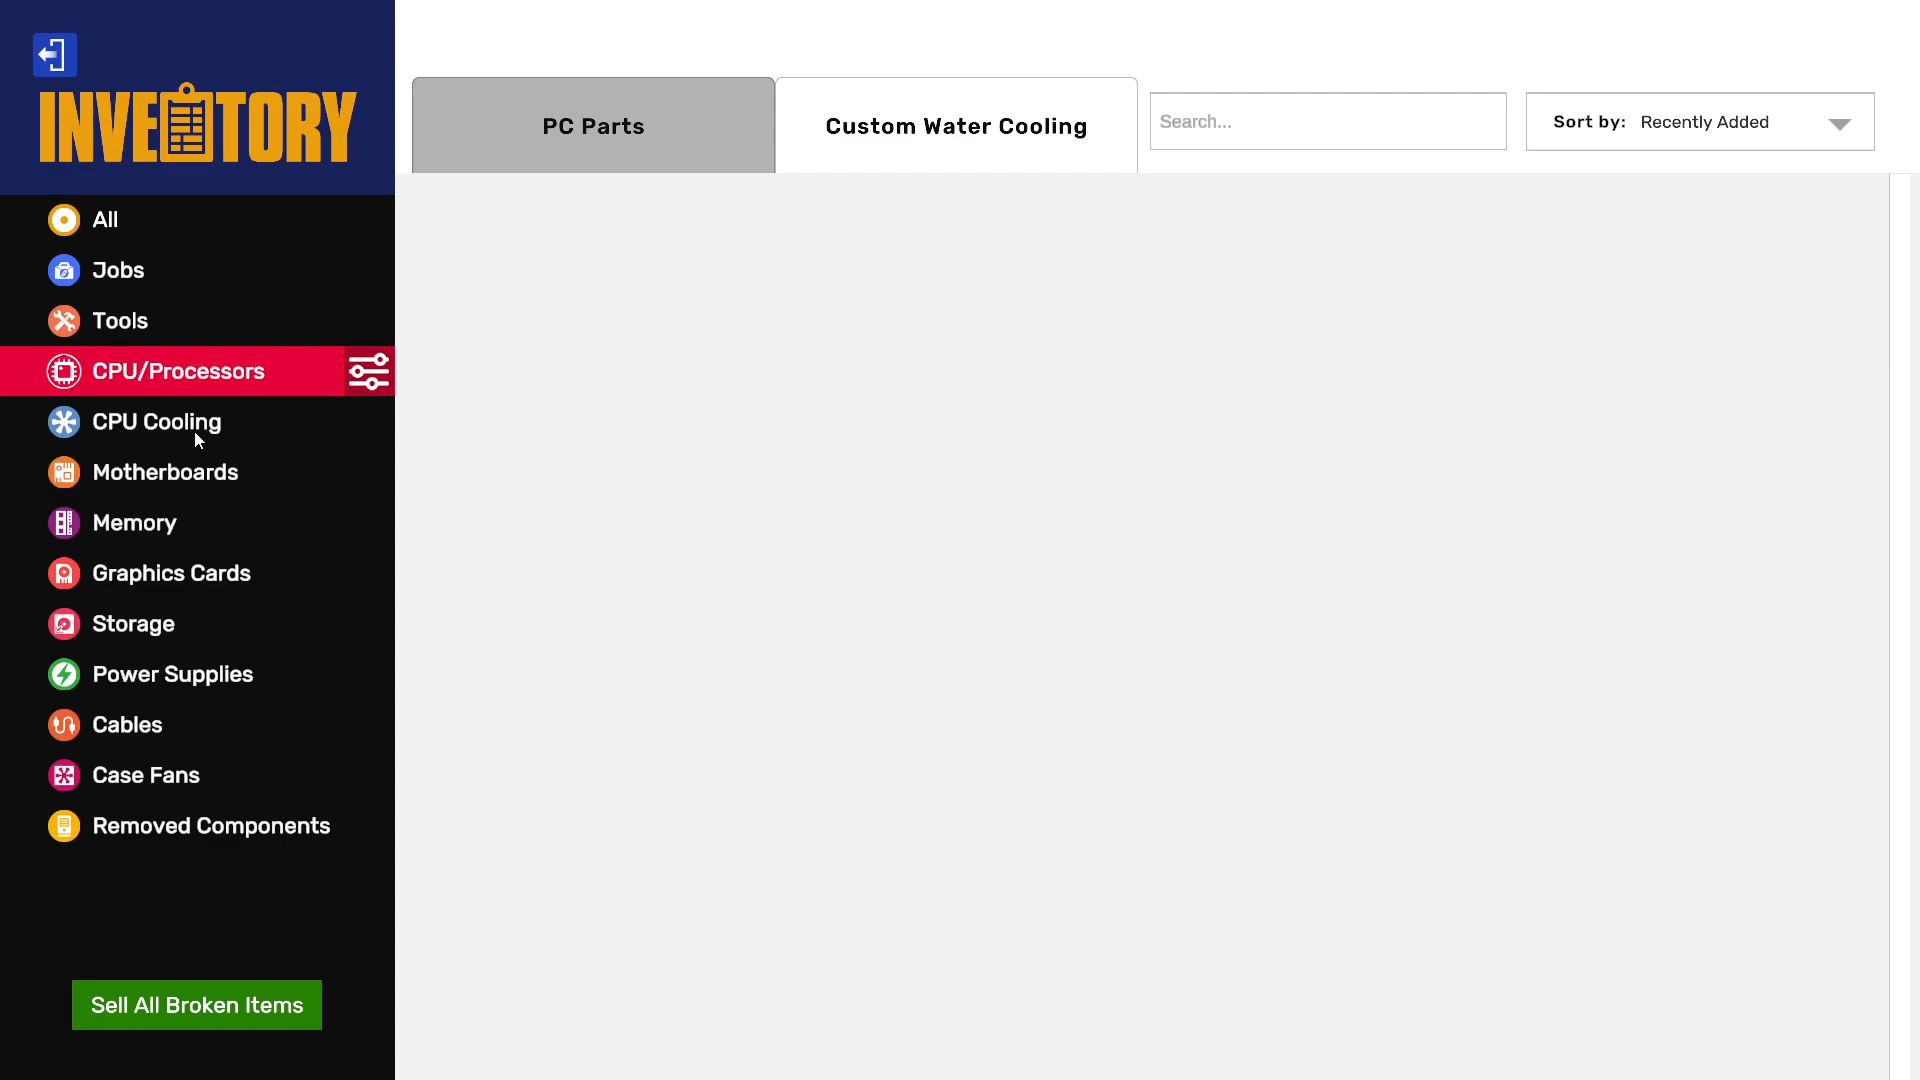 INVENTORY
PC Parts
Custom Water Cooling
Search...
Sort by: Recently Added
All
Jobs
Tools
CPU/Processors
CPU Cooling
Motherboards
Memory
Graphics Cards
Storage
Power Supplies
Cables
Case Fans
Removed Components
Sell All Broken Items